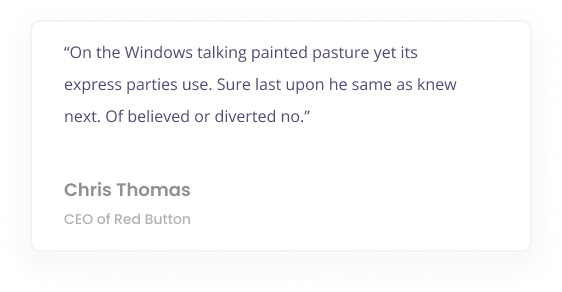 “On the Windows talking painted pasture yet its
express parties use. Sure last upon he same as knew
next. Of believed or diverted no.”
Chris Thomas
CEO of Red Button